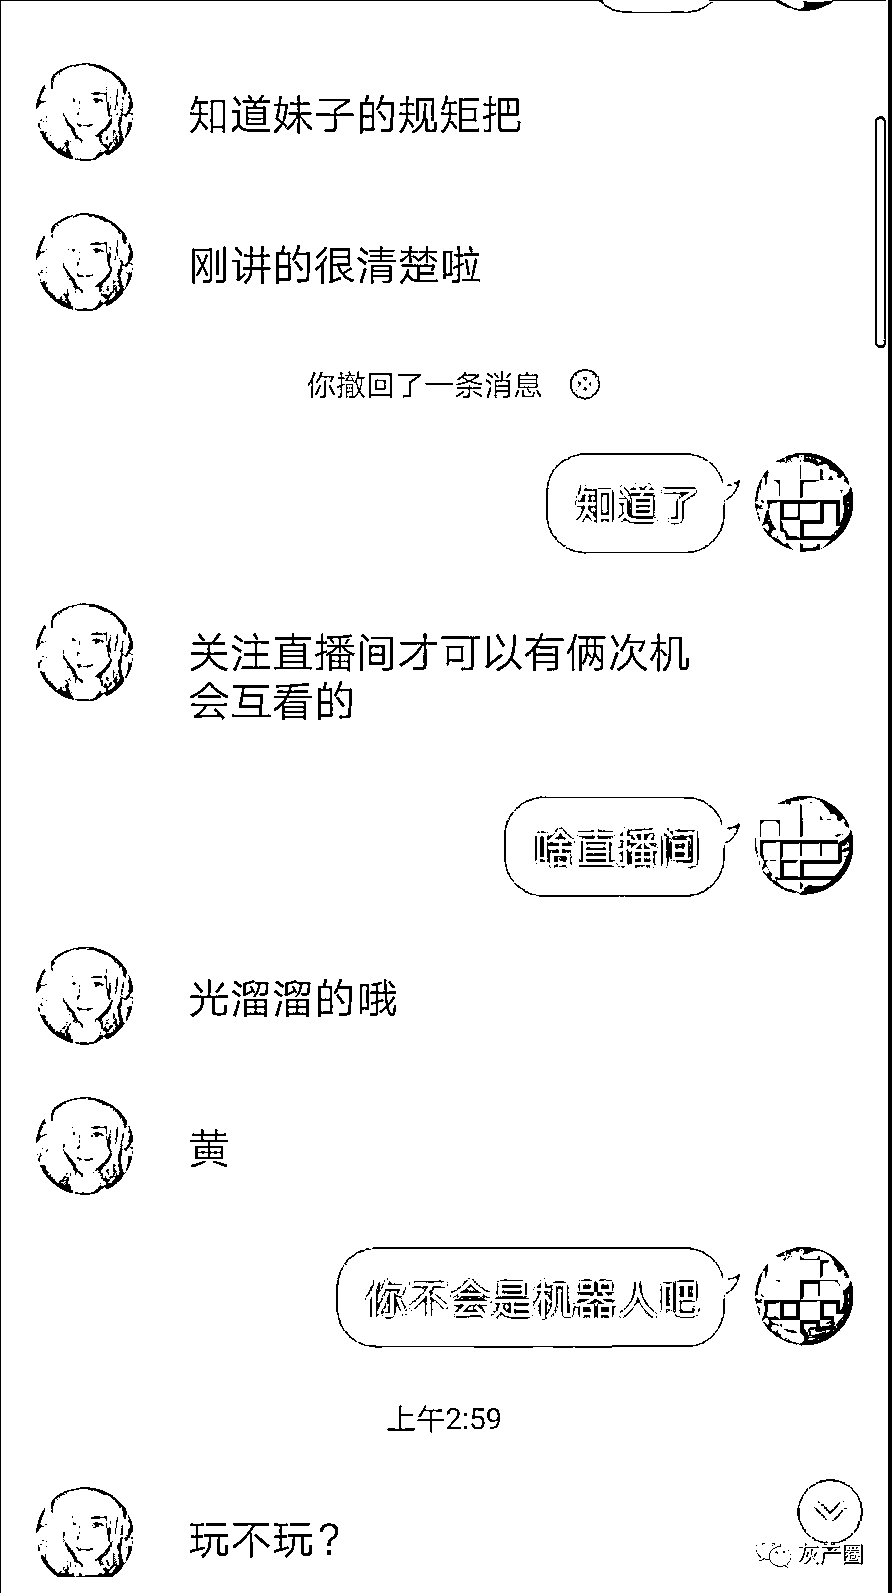 知道妹子的规矩把
刚讲的很清楚啦
你撤回了一条消息
知道了
关注直播间才可以有俩次机
会互看的
啥直播间
光溜溜的哦
黄
你不会是机器人吧
上午2:59
玩不玩？
灰产圈